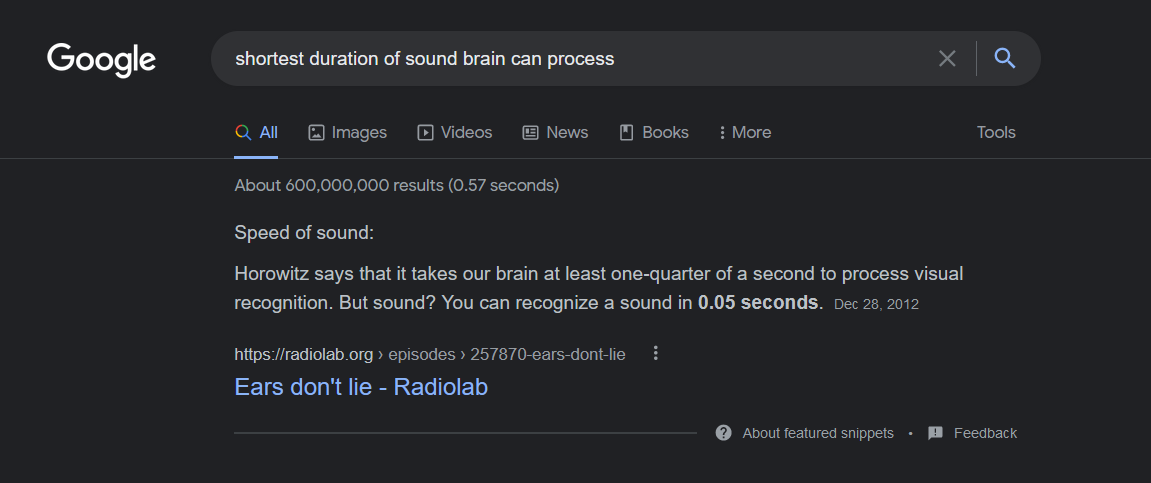 Google
shortest duration of sound brain can process
All Images Videos News Books More Tools
About 600,000,000 results (0.57 seconds)
Speed of sound:
Horowitz says that it takes our brain at least one-quarter of a second to process visual
recognition. But sound? You can recognize a sound in 0.05 seconds. Dec 28, 2012
https://radiolab.org › episodes › 257870-ears-dont-lie
Ears don't lie - Radiolab
About featured snippets • Feedback